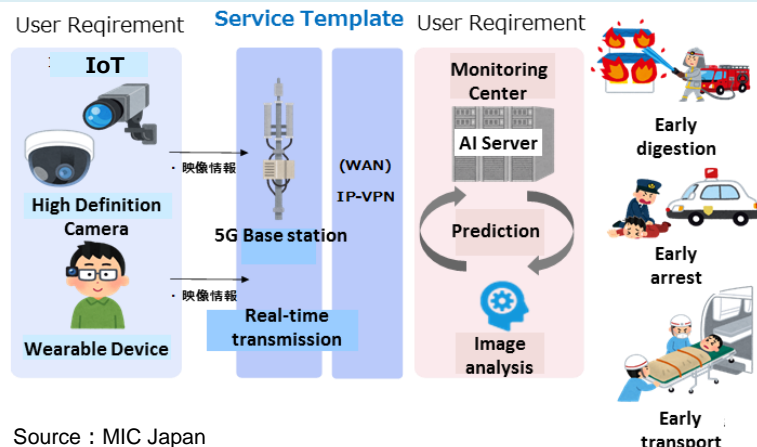 User Reqirement
IoT
・映像情報
High Definition
Camera
・映像情報
Wearable Device
Service Template
5G Base station
Real-time
transmission
(WAN)
IP-VPN
User Reqirement
Monitoring
Center
AI Server
Prediction
Image
analysis
Early
digestion
Early
arrest
Early
transport
Source：MIC Japan